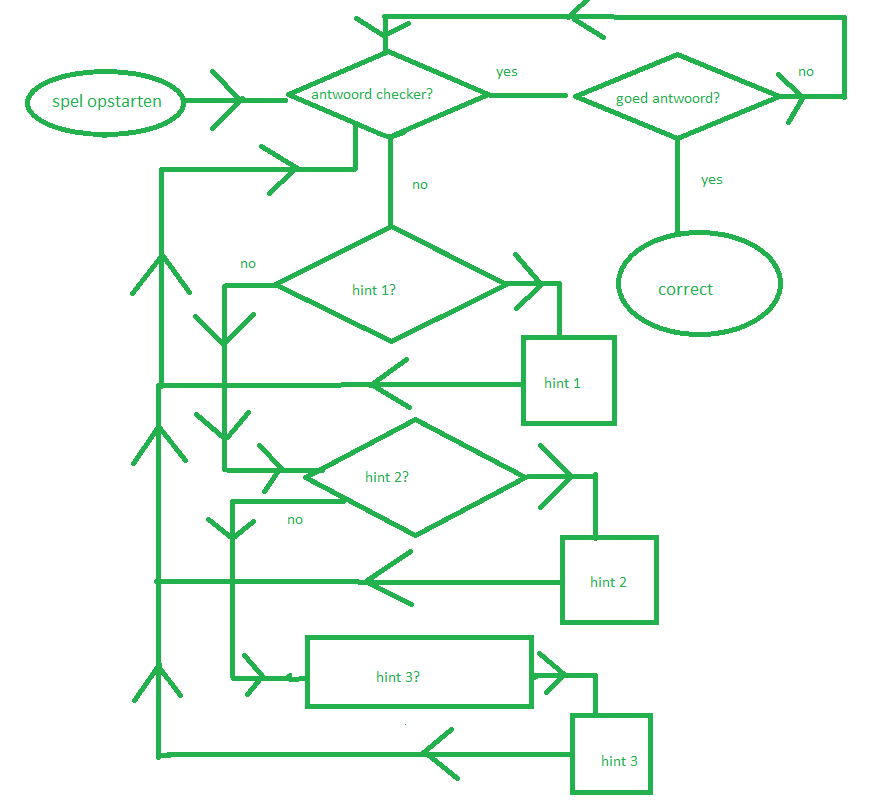 yes
no
spel opstarten
antwoord checker?
goed antwoord?
no
yes
no
hint 1?
correct
hint 1
hint 2?
no
hint 2
hint 3?
hint 3